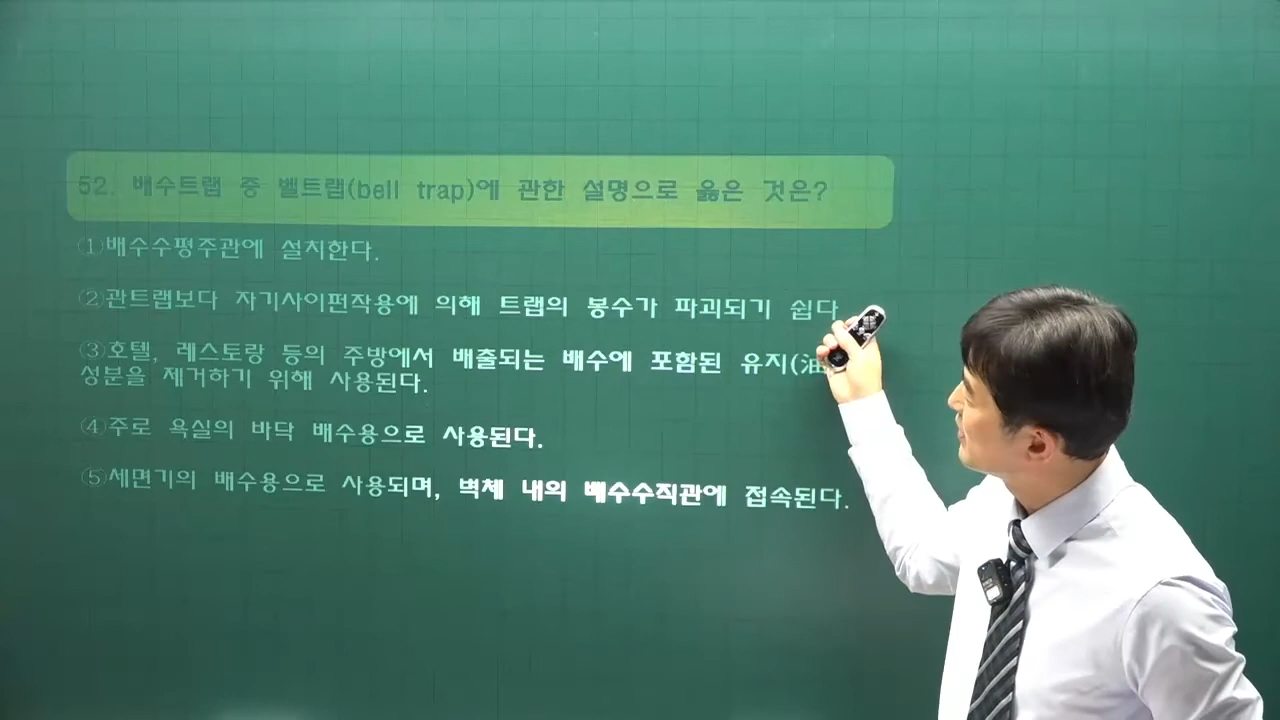 52. 배수트랩 중 벨트랩(bell trap)에 관한 설명으로 옳은 것은?
①배수수평주관에 설치한다.
②관트랩보다 자기사이펀작용에 의해 트랩의 봉수가 파괴되기 쉽다
③호텔, 레스토랑 등의 주방에서 배출되는 배수에 포함된 유지(油
성분을 제거하기 위해 사용된다.
④주로 욕실의 바닥 배수용으로 사용된다.
⑤세면기의 배수용으로 사용되며, 벽체 내의 배수수직관에 접속된다.